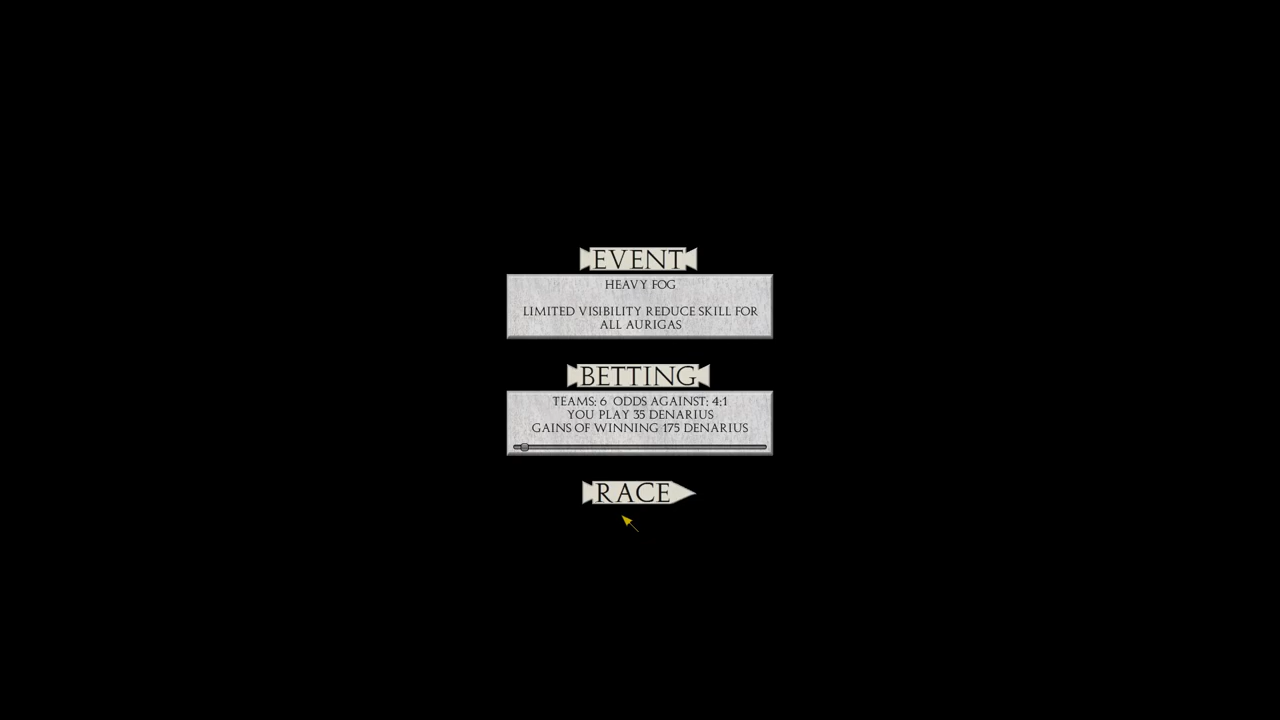 EVENT
HEAVY FOG
LIMITED VISIBILITY REDUCE SKILL FOR
ALL AURIGAS
BETTING
TEAMS: 6 ODDS AGAINST: 4:1
YOU PLAY 35 DENARIUS
GAINS OF WINNING 175 DENARIUS
RACE